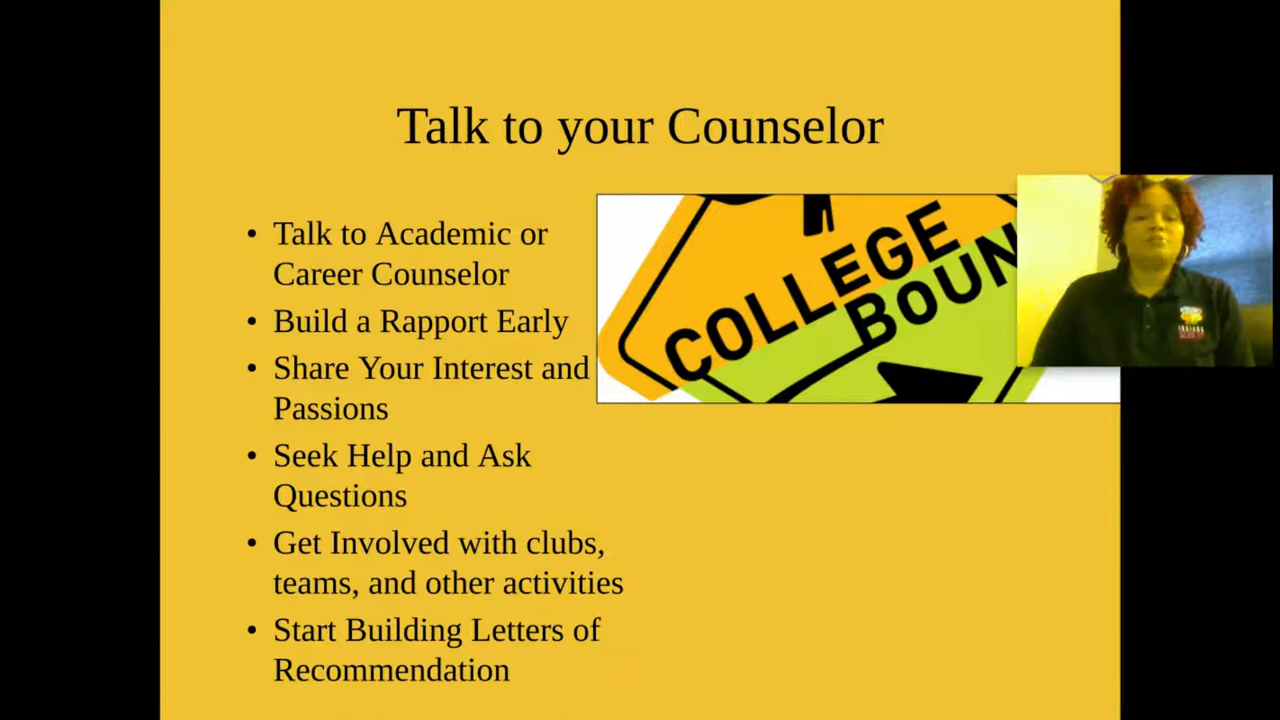 Talk to your Counselor
• Talk to Academic or
Career Counselor
• Build a Rapport Early
• Share Your Interest and
Passions
• Seek Help and Ask
Questions
• Get Involved with clubs,
teams, and other activities
• Start Building Letters of
Recommendation
COLLEGE
BOUN